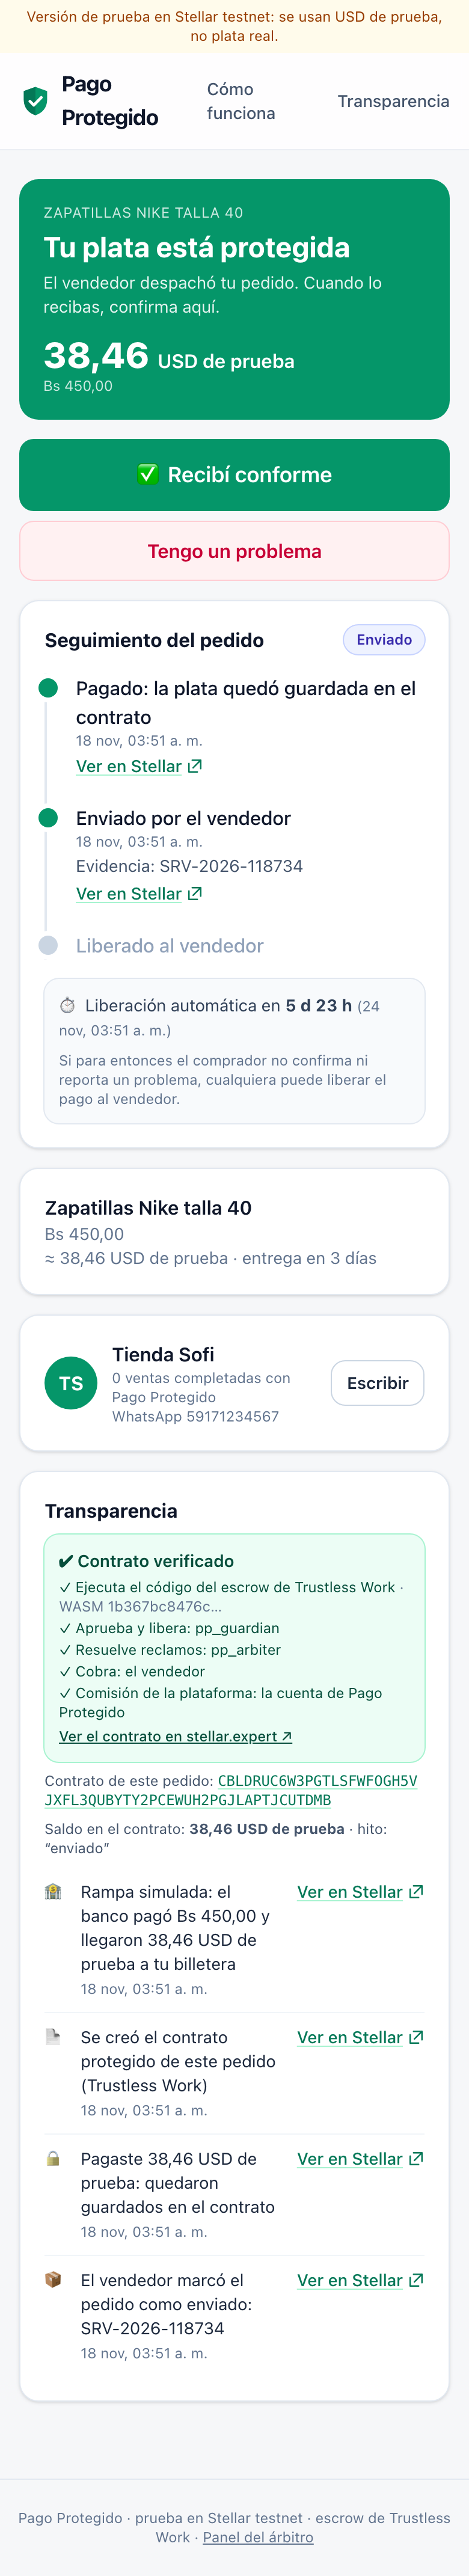 Versión de prueba en Stellar testnet: se usan USD de prueba,
no plata real.
Pago
Protegido
Cómo
funciona
Transparencia
ZAPATILLAS NIKE TALLA 40
Tu plata está protegida
El vendedor despachó tu pedido. Cuando lo
recibas, confirma aquí.
38,46 USD de prueba
Bs 450,00
✅ Recibí conforme
Tengo un problema
Seguimiento del pedido
Enviado
Pagado: la plata quedó guardada en el
contrato
18 nov, 03:51 a. m.
Ver en Stellar
Enviado por el vendedor
18 nov, 03:51 a. m.
Evidencia: SRV-2026-118734
Ver en Stellar
Liberado al vendedor
⏱ Liberación automática en 5 d 23 h (24
nov, 03:51 a. m.)
Si para entonces el comprador no confirma ni
reporta un problema, cualquiera puede liberar el
pago al vendedor.
Zapatillas Nike talla 40
Bs 450,00
≈ 38,46 USD de prueba · entrega en 3 días
TS
Tienda Sofi
0 ventas completadas con
Pago Protegido
WhatsApp 59171234567
Escribir
Transparencia
✔ Contrato verificado
✓ Ejecuta el código del escrow de Trustless Work ·
WASM 1b367bc8476c…
✓ Aprueba y libera: pp_guardian
✓ Resuelve reclamos: pp_arbiter
✓ Cobra: el vendedor
✓ Comisión de la plataforma: la cuenta de Pago
Protegido
Ver el contrato en stellar.expert ↗
Contrato de este pedido: CBLDRUC6W3PGTLSFWFOGH5V
JXFL3QUBYTY2PCEWUH2PGJLAPTJCUTDMB
Saldo en el contrato: 38,46 USD de prueba · hito:
“enviado”
Rampa simulada: el
banco pagó Bs 450,00 y
llegaron 38,46 USD de
prueba a tu billetera
18 nov, 03:51 a. m.
Ver en Stellar
Se creó el contrato
protegido de este pedido
(Trustless Work)
18 nov, 03:51 a. m.
Ver en Stellar
Pagaste 38,46 USD de
prueba: quedaron
guardados en el contrato
18 nov, 03:51 a. m.
Ver en Stellar
El vendedor marcó el
pedido como enviado:
SRV-2026-118734
18 nov, 03:51 a. m.
Ver en Stellar
Pago Protegido · prueba en Stellar testnet · escrow de Trustless
Work · Panel del árbitro